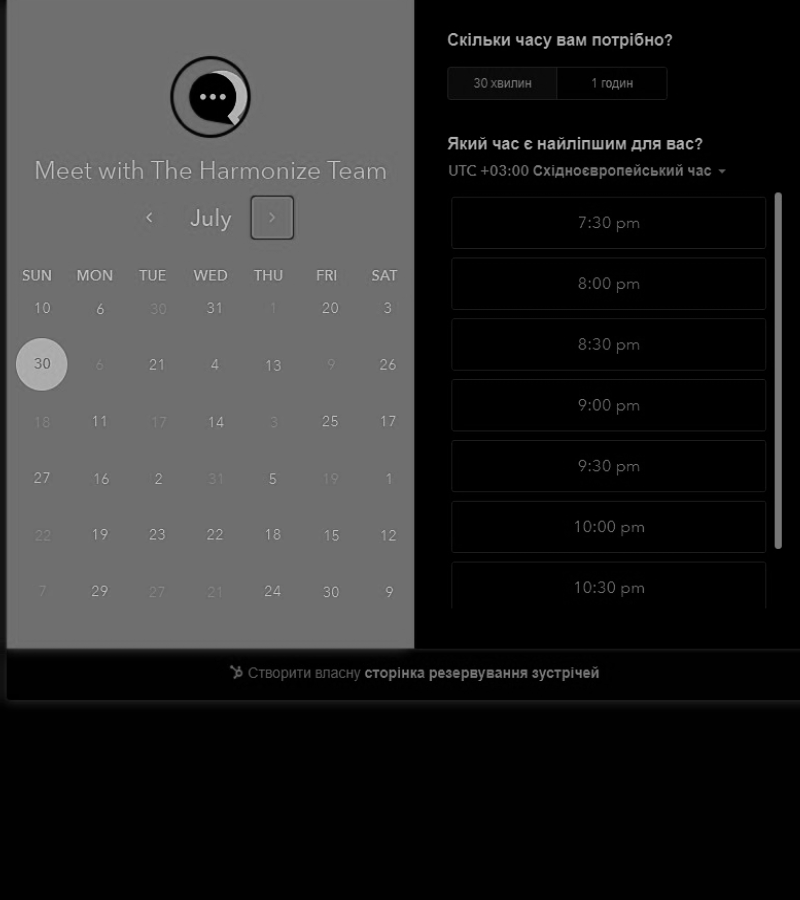 Meet with The Harmonize Team
July
SUN MON TUE WED THU FRI SAT
10 6 30 31 1 20 3
30 6 21 4 13 9 26
18 11 17 14 3 25 17
27 16 2 31 5 19 1
22 19 23 22 18 15 12
7 29 27 21 24 30 9
Скільки часу вам потрібно?
30 хвилин 1 годин
Який час є найліпшим для вас?
UTC +03:00 Східноєвропейський час
7:30 pm
8:00 pm
8:30 pm
9:00 pm
9:30 pm
10:00 pm
10:30 pm
Створити власну сторінка резервування зустрічей